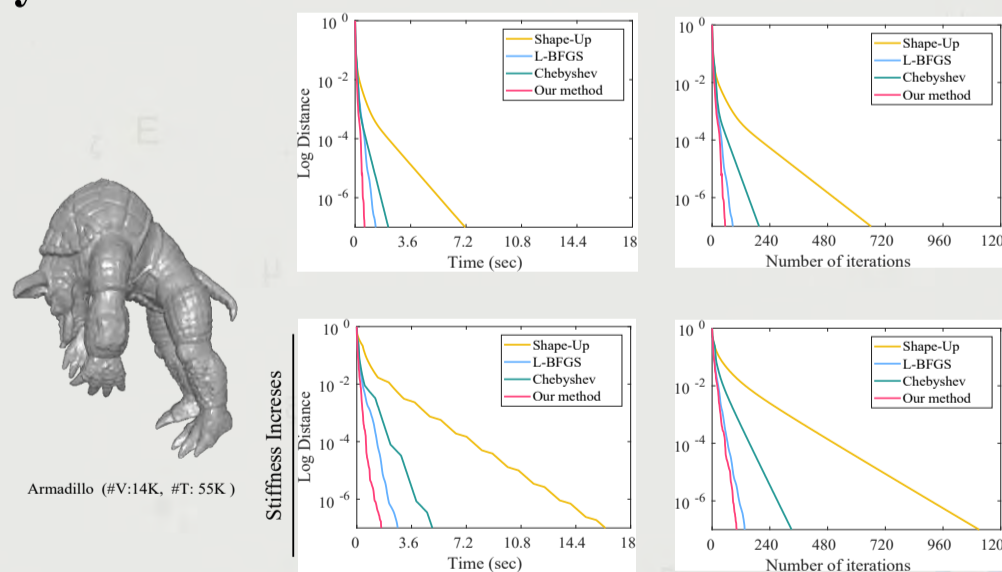 y
10 0
10 -2
10 -4
10 -6
Log Distance
Shape-Up
L-BFGS
Chebyshev
Our method
0 3.6 7.2 10.8 14.4 18
Time (sec)
10 0
10 -2
10 -4
10 -6
Shape-Up
L-BFGS
Chebyshev
Our method
0 240 480 720 960 120
Number of iterations
Armadillo (#V:14K, #T: 55K )
Stiffness Increses
10 0
10 -2
10 -4
10 -6
Log Distance
Shape-Up
L-BFGS
Chebyshev
Our method
0 3.6 7.2 10.8 14.4 18
Time (sec)
10 0
10 -2
10 -4
10 -6
Shape-Up
L-BFGS
Chebyshev
Our method
0 240 480 720 960 120
Number of iterations